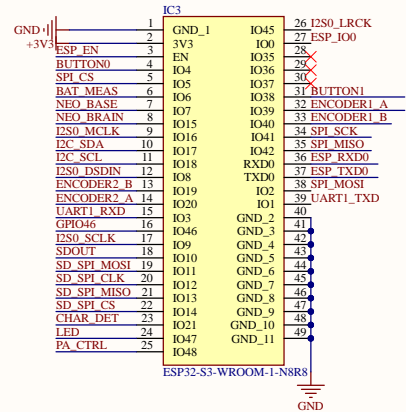 IC3
GND 1 GND_1 IO45 26 I2S0_LRCK
+3V3 2 3V3 IO0 27 ESP_IO0
ESP_EN 3 EN IO35 28
BUTTON0 4 IO4 IO36 29
SPI_CS 5 IO5 IO37 30
BAT_MEAS 6 IO6 IO38 31 BUTTON1
NEO_BASE 7 IO7 IO39 32 ENCODER1_A
NEO_BRAIN 8 IO15 IO40 33 ENCODER1_B
I2S0_MCLK 9 IO16 IO41 34 SPI_SCK
I2C_SDA 10 IO17 IO42 35 SPI_MISO
I2C_SCL 11 IO18 RXD0 36 ESP_RXD0
I2S0_DSDIN 12 IO8 TXD0 37 ESP_TXD0
ENCODER2_B 13 IO19 IO2 38 SPI_MOSI
ENCODER2_A 14 IO20 IO1 39 UART1_TXD
UART1_RXD 15 IO3 GND_2 40
GPIO46 16 IO46 GND_3 41
I2S0_SCLK 17 IO9 GND_4 42
SDOUT 18 IO10 GND_5 43
SD_SPI_MOSI 19 IO11 GND_6 44
SD_SPI_CLK 20 IO12 GND_7 45
SD_SPI_MISO 21 IO13 GND_8 46
SD_SPI_CS 22 IO14 GND_9 47
CHAR_DET 23 IO21 GND_10 48
LED 24 IO47 GND_11 49
PA_CTRL 25 IO48
ESP32-S3-WROOM-1-N8R8
GND